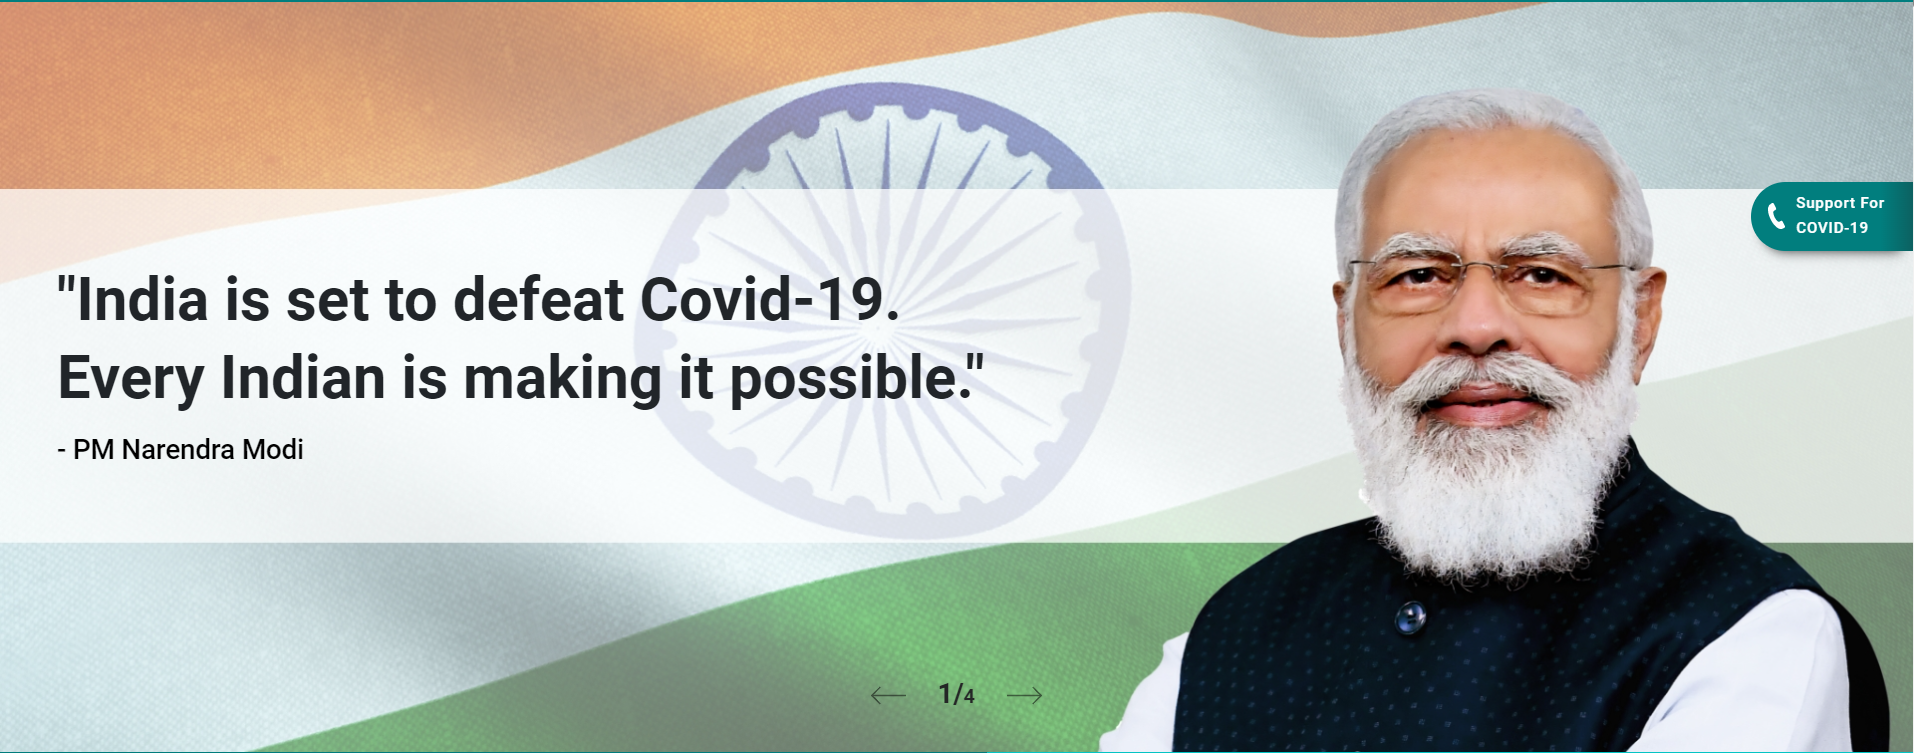 Support For
COVID-19
"India is set to defeat Covid-19.
Every Indian is making it possible."
- PM Narendra Modi
1/4